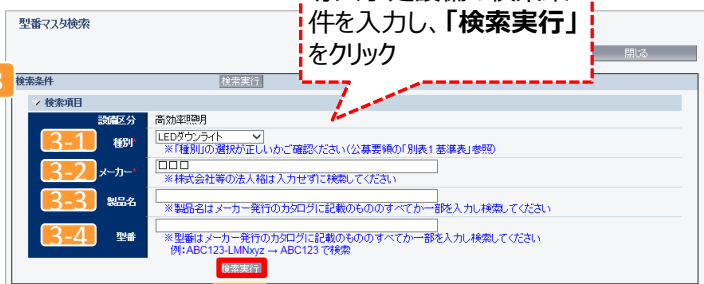 型番マスタ検索
件を入力し、「検索実行」
をクリック
閉じる
3
検索条件
検索実行
検索項目
設備区分 高効率照明
3-1 種別* LEDダウンライト
※「種別」の選択が正しいかご確認ください(公募要領の「別表1 基準表」参照)
3-2 メーカー* □□□
※株式会社等の法人格は入力せずに検索してください
3-3 製品名
※製品名はメーカー発行のカタログに記載のもののすべてか一部を入力し検索してください
3-4 型番
※型番はメーカー発行のカタログに記載のもののすべてか一部を入力し検索してください
例:ABC123-LMNxyz → ABC123 で検索
検索実行